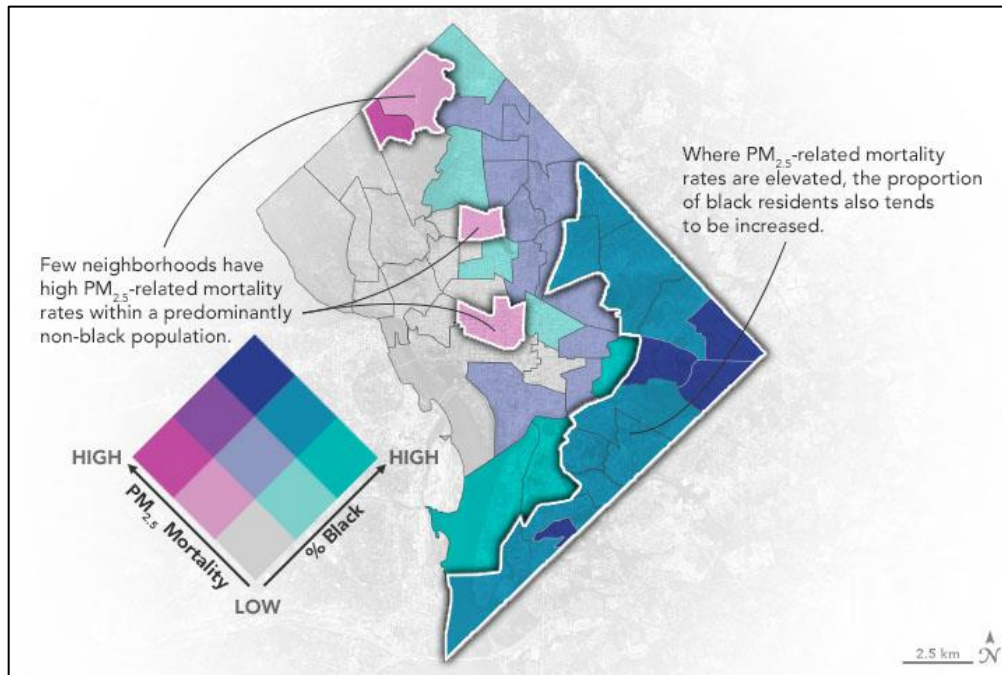 Where PM2.5-related mortality
rates are elevated, the proportion
of black residents also tends
to be increased.
Few neighborhoods have
high PM2.5-related mortality
rates within a predominantly
non-black population.
HIGH
HIGH
PM2.5 Mortality
% Black
LOW
2.5 km
N